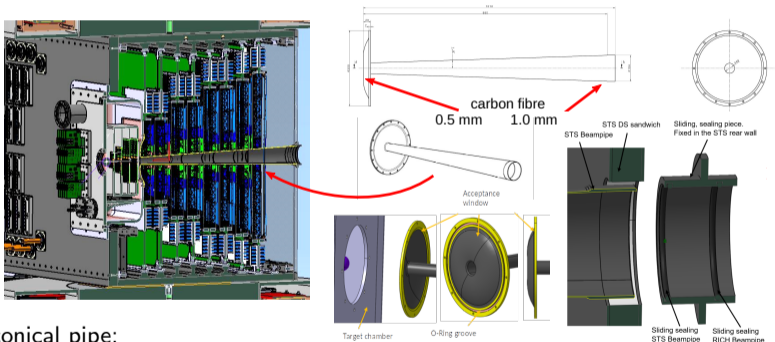 carbon fibre
0.5 mm 1.0 mm
STS DS sandwich
STS Beampipe
Sliding, sealing piece.
Fixed in the STS rear wall
Acceptance
window
Target chamber
O-Ring groove
Sliding sealing
STS Beampipe
Sliding sealing
RICH Beampipe
conical pipe: